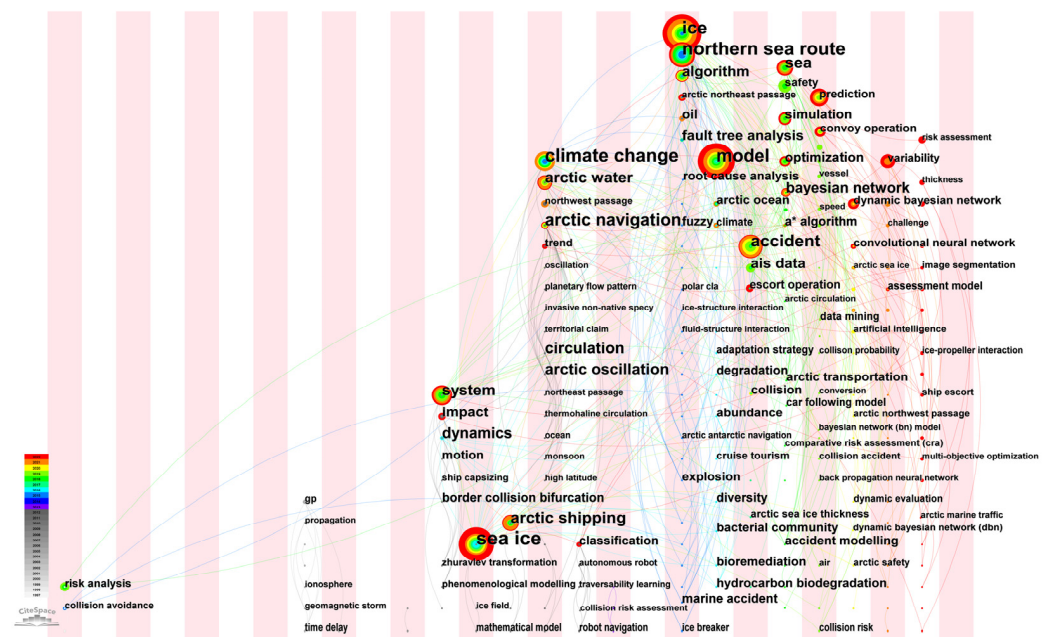 ice
northern sea route
algorithm
arctic northeast passage
oil
fault tree analysis
root cause analysis
fuzzy
polar cla
ice-structure interaction
fluid-structure interaction
arctic antarctic navigation
explosion
marine accident
ice breaker
sea
safety
simulation
optimization
bayesian network
a* algorithm
arctic circulation
arctic transportation
car following model
comparative risk assessment (cra)
accident modelling
prediction
convoy operation
vessel
speed
data mining
collison probability
conversion
bayesian network (bn) model
collision accident
back propagation neural network
air
collision risk
risk assessment
thickness
image segmentation
ice-propeller interaction
ship escort
multi-objective optimization
arctic marine traffic
variability
challenge
assessment model
dynamic bayesian network
convolutional neural network
arctic sea ice
artificial intelligence
arctic northwest passage
dynamic evaluation
dynamic bayesian network (dbn)
arctic safety
model
arctic ocean
climate
adaptation strategy
degradation
abundance
cruise tourism
diversity
bacterial community
bioremediation
hydrocarbon biodegradation
accident
ais data
escort operation
collision
arctic sea ice thickness
climate change
arctic water
northwest passage
arctic navigation
trend
oscillation
planetary flow pattern
invasive non-native specy
territorial claim
circulation
arctic oscillation
northeast passage
thermohaline circulation
ocean
monsoon
high latitude
system
impact
dynamics
motion
ship capsizing
border collision bifurcation
zhuravlev transformation
phenomenological modelling
arctic shipping
sea ice
ice field
mathematical model
classification
autonomous robot
traversability learning
collision risk assessment
robot navigation
gp
propagation
ionosphere
geomagnetic storm
time delay
risk analysis
collision avoidance
CiteSpace